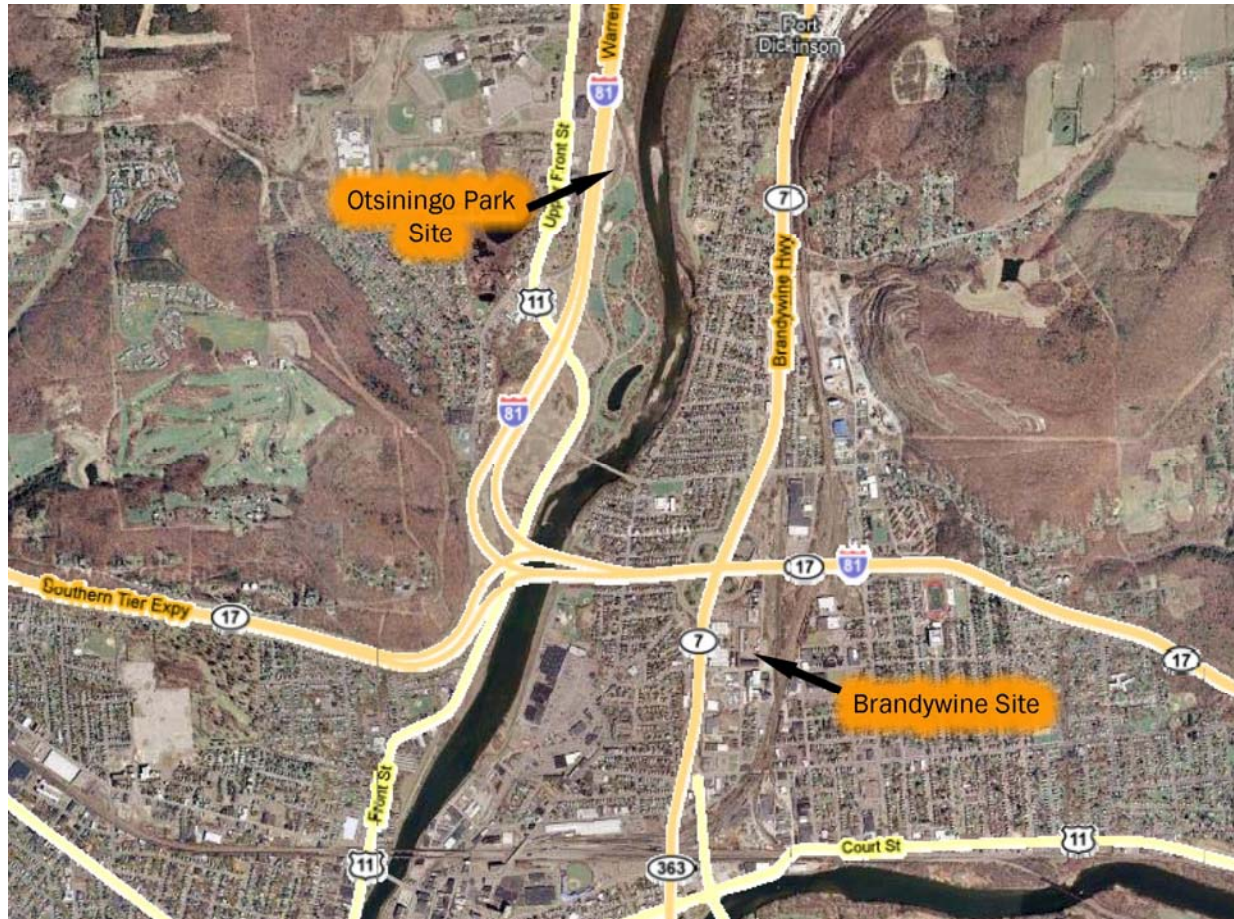 Warren
Port
Dickinson
81
Upper Front St
Otsiningo Park
Site
7
11
Brandywine Hwy
81
17
81
Southern Tier Expy
17
7
17
Brandywine Site
Front St
Court St
11
11
363